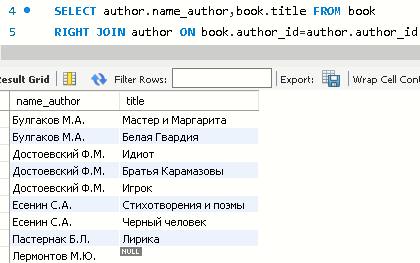 4 SELECT author.name_author,book.title FROM book
5 RIGHT JOIN author ON book.author_id=author.author_id
Result Grid Filter Rows: Export: Wrap Cell Cont
name_author title
Булгаков М.А. Мастер и Маргарита
Булгаков М.А. Белая Гвардия
Достоевский Ф.М. Идиот
Достоевский Ф.М. Братья Карамазовы
Достоевский Ф.М. Игрок
Есенин С.А. Стихотворения и поэмы
Есенин С.А. Черный человек
Пастернак Б.Л. Лирика
Лермонтов М.Ю. NULL